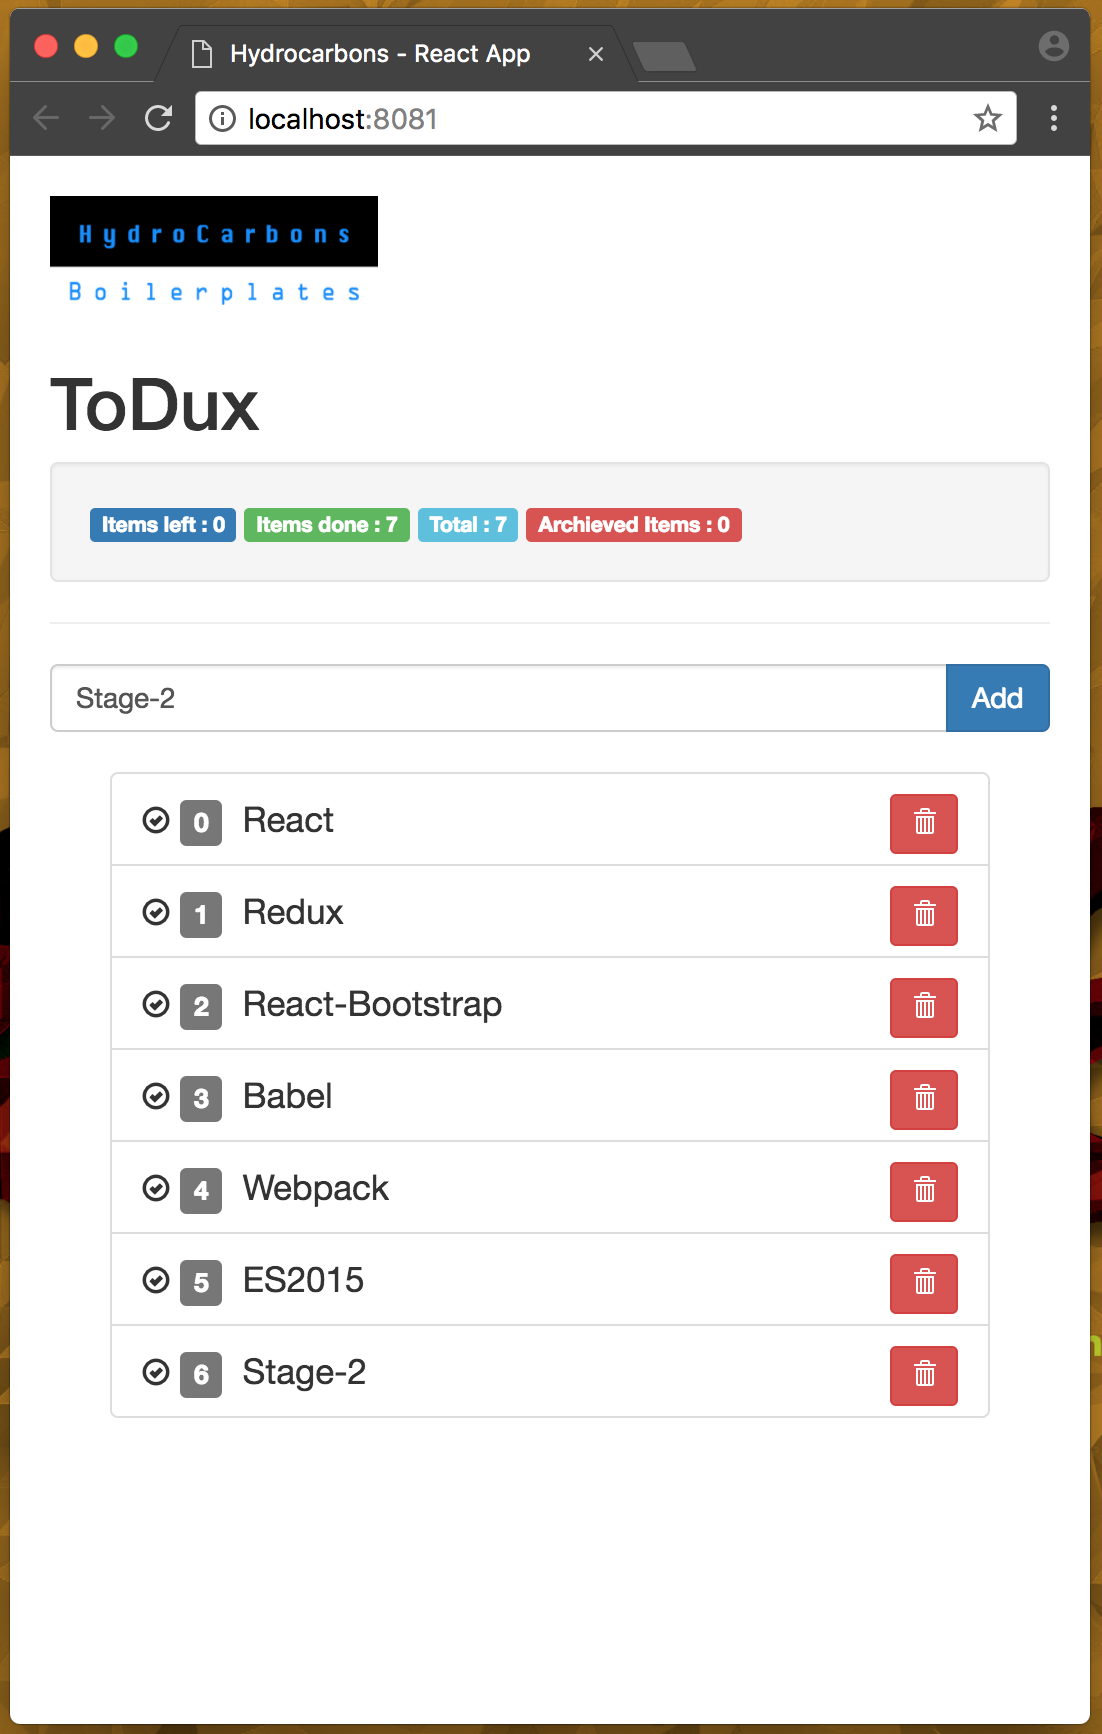 Hydrocarbons - React App
localhost:8081
HydroCarbons
Boilerplates
ToDux
Items left : 0 Items done : 7 Total : 7 Archieved Items : 0
Stage-2 Add
0 React
1 Redux
2 React-Bootstrap
3 Babel
4 Webpack
5 ES2015
6 Stage-2